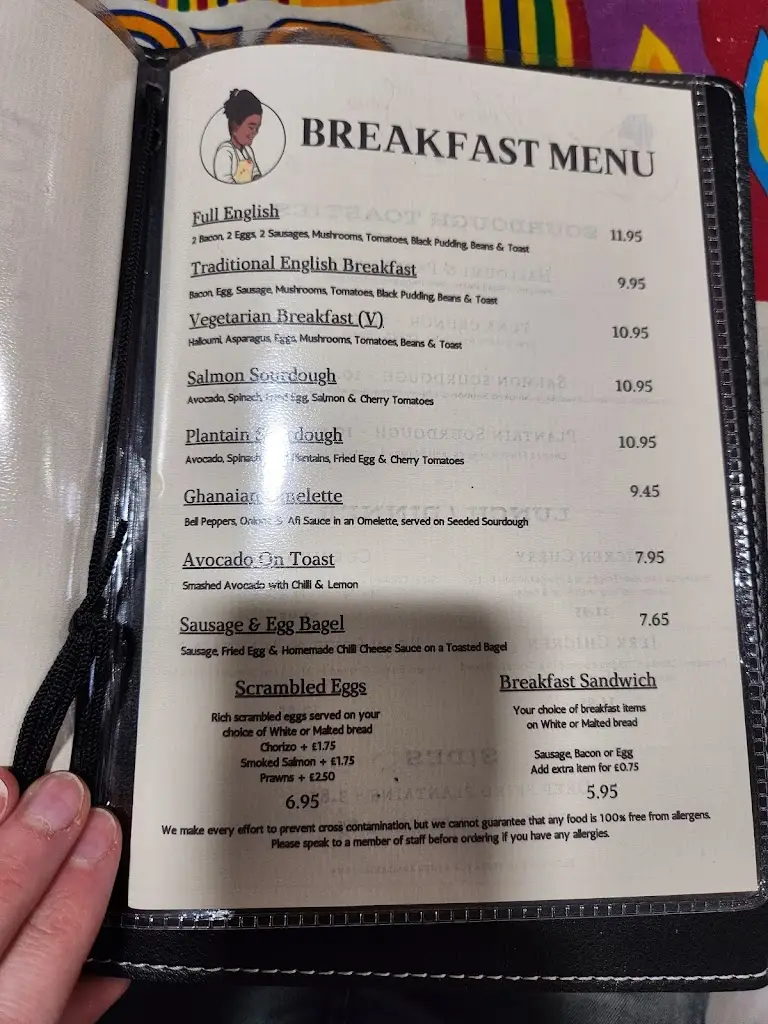 BREAKFAST MENU
Full English
2 Bacon, 2 Eggs, 2 Sausages, Mushrooms, Tomatoes, Black Pudding, Beans & Toast
11.95
Traditional English Breakfast
Bacon, Egg, Sausage, Mushrooms, Tomatoes, Black Pudding, Beans & Toast
9.95
Vegetarian Breakfast (V)
Halloumi, Asparagus, Eggs, Mushrooms, Tomatoes, Beans & Toast
10.95
Salmon Sourdough
Avocado, Spinach, Fried Egg, Salmon & Cherry Tomatoes
10.95
Plantain Sourdough
Avocado, Spinach, Plantains, Fried Egg & Cherry Tomatoes
10.95
Ghanaian Omelette
Bell Peppers, Onions & Afi Sauce in an Omelette, served on Seeded Sourdough
9.45
Avocado On Toast
Smashed Avocado with Chilli & Lemon
7.95
Sausage & Egg Bagel
Sausage, Fried Egg & Homemade Chilli Cheese Sauce on a Toasted Bagel
7.65
Scrambled Eggs
Rich scrambled eggs served on your
choice of White or Malted bread
Chorizo + £1.75
Smoked Salmon + £1.75
Prawns + £2.50
6.95
Breakfast Sandwich
Your choice of breakfast items
on White or Malted bread
Sausage, Bacon or Egg
Add extra item for £0.75
5.95
We make every effort to prevent cross contamination, but we cannot guarantee that any food is 100% free from allergens.
Please speak to a member of staff before ordering if you have any allergies.